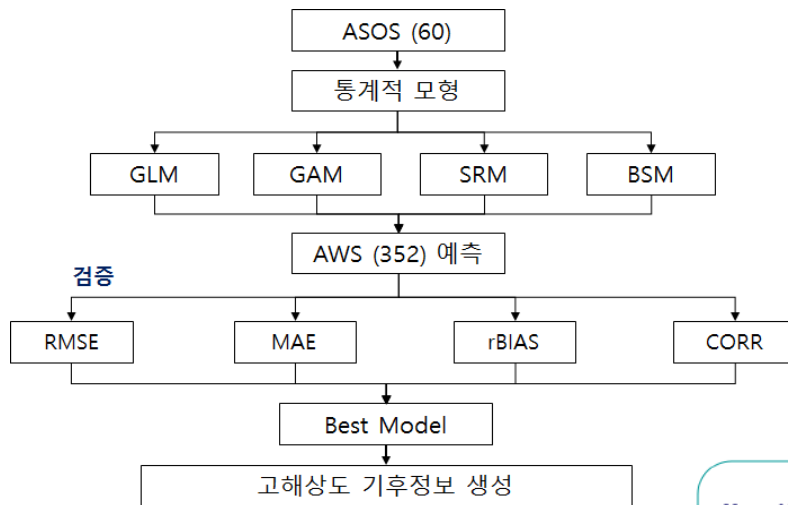 ASOS (60)
통계적 모형
GLM GAM SRM BSM
AWS (352) 예측
검증
RMSE MAE rBIAS CORR
Best Model
고해상도 기후정보 생성